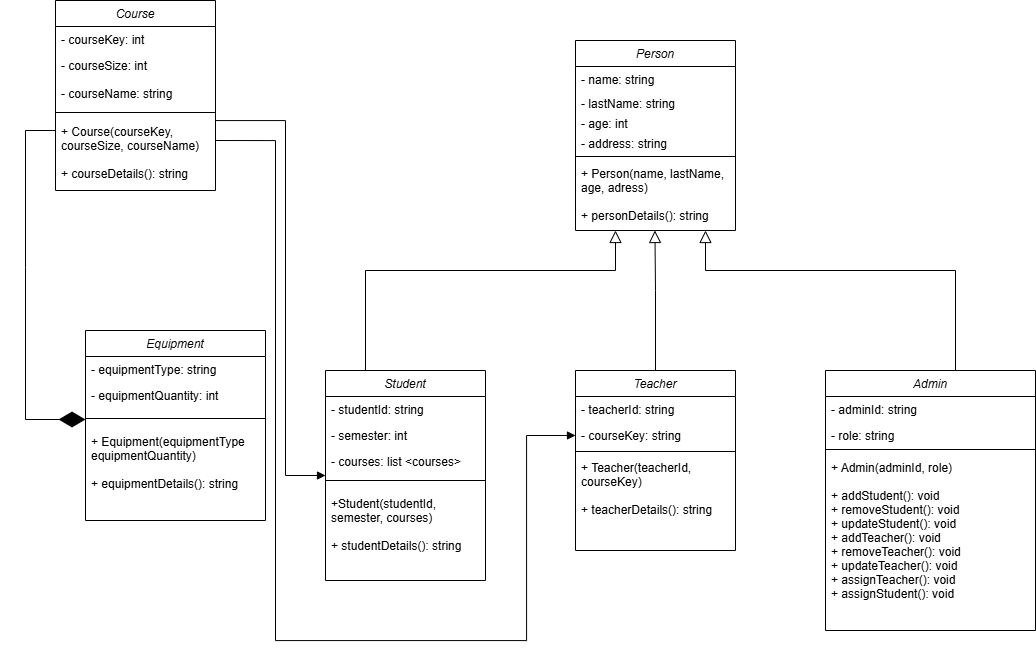 Course
- courseKey: int
- courseSize: int
- courseName: string
+ Course(courseKey,
courseSize, courseName)
+ courseDetails(): string
Person
- name: string
- lastName: string
- age: int
- address: string
+ Person(name, lastName,
age, adress)
+ personDetails(): string
Equipment
- equipmentType: string
- equipmentQuantity: int
+ Equipment(equipmentType
equipmentQuantity)
+ equipmentDetails(): string
Student
- studentId: string
- semester: int
- courses: list <courses>
+Student(studentId,
semester, courses)
+ studentDetails(): string
Teacher
- teacherId: string
- courseKey: string
+ Teacher(teacherId,
courseKey)
+ teacherDetails(): string
Admin
- adminId: string
- role: string
+ Admin(adminId, role)
+ addStudent(): void
+ removeStudent(): void
+ updateStudent(): void
+ addTeacher(): void
+ removeTeacher(): void
+ updateTeacher(): void
+ assignTeacher(): void
+ assignStudent(): void